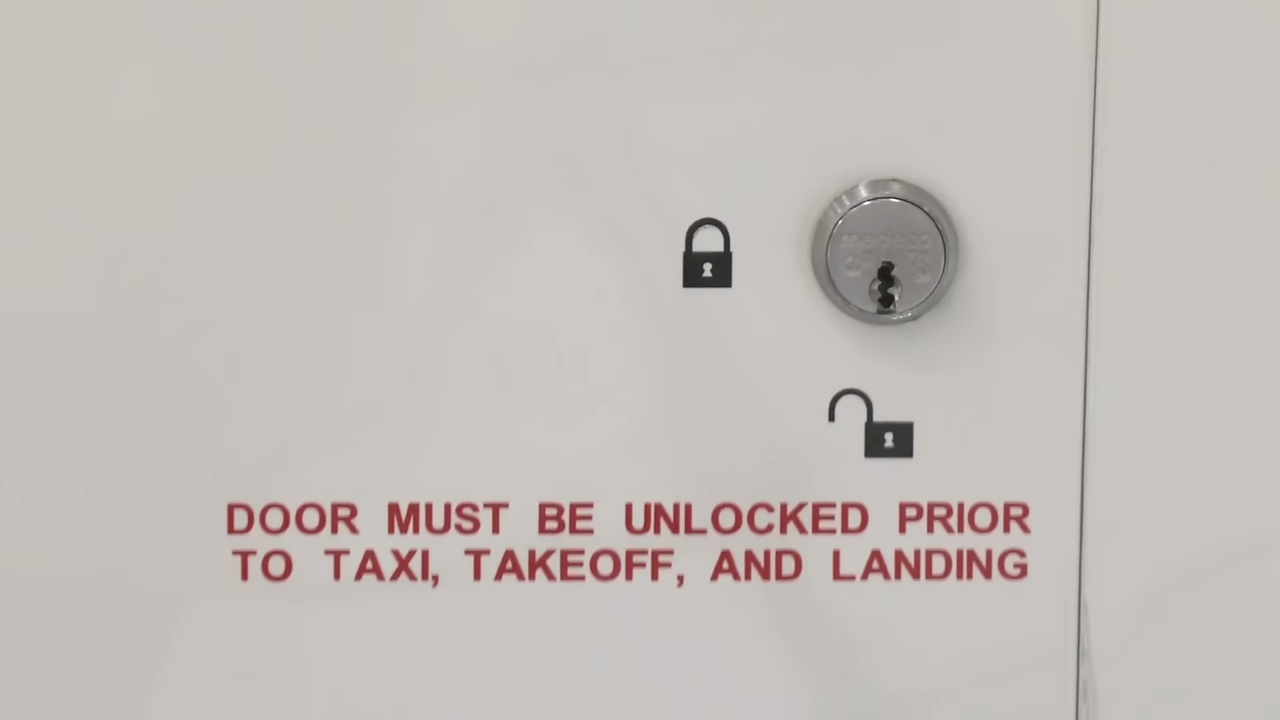 DOOR MUST BE UNLOCKED PRIOR
TO TAXI, TAKEOFF, AND LANDING